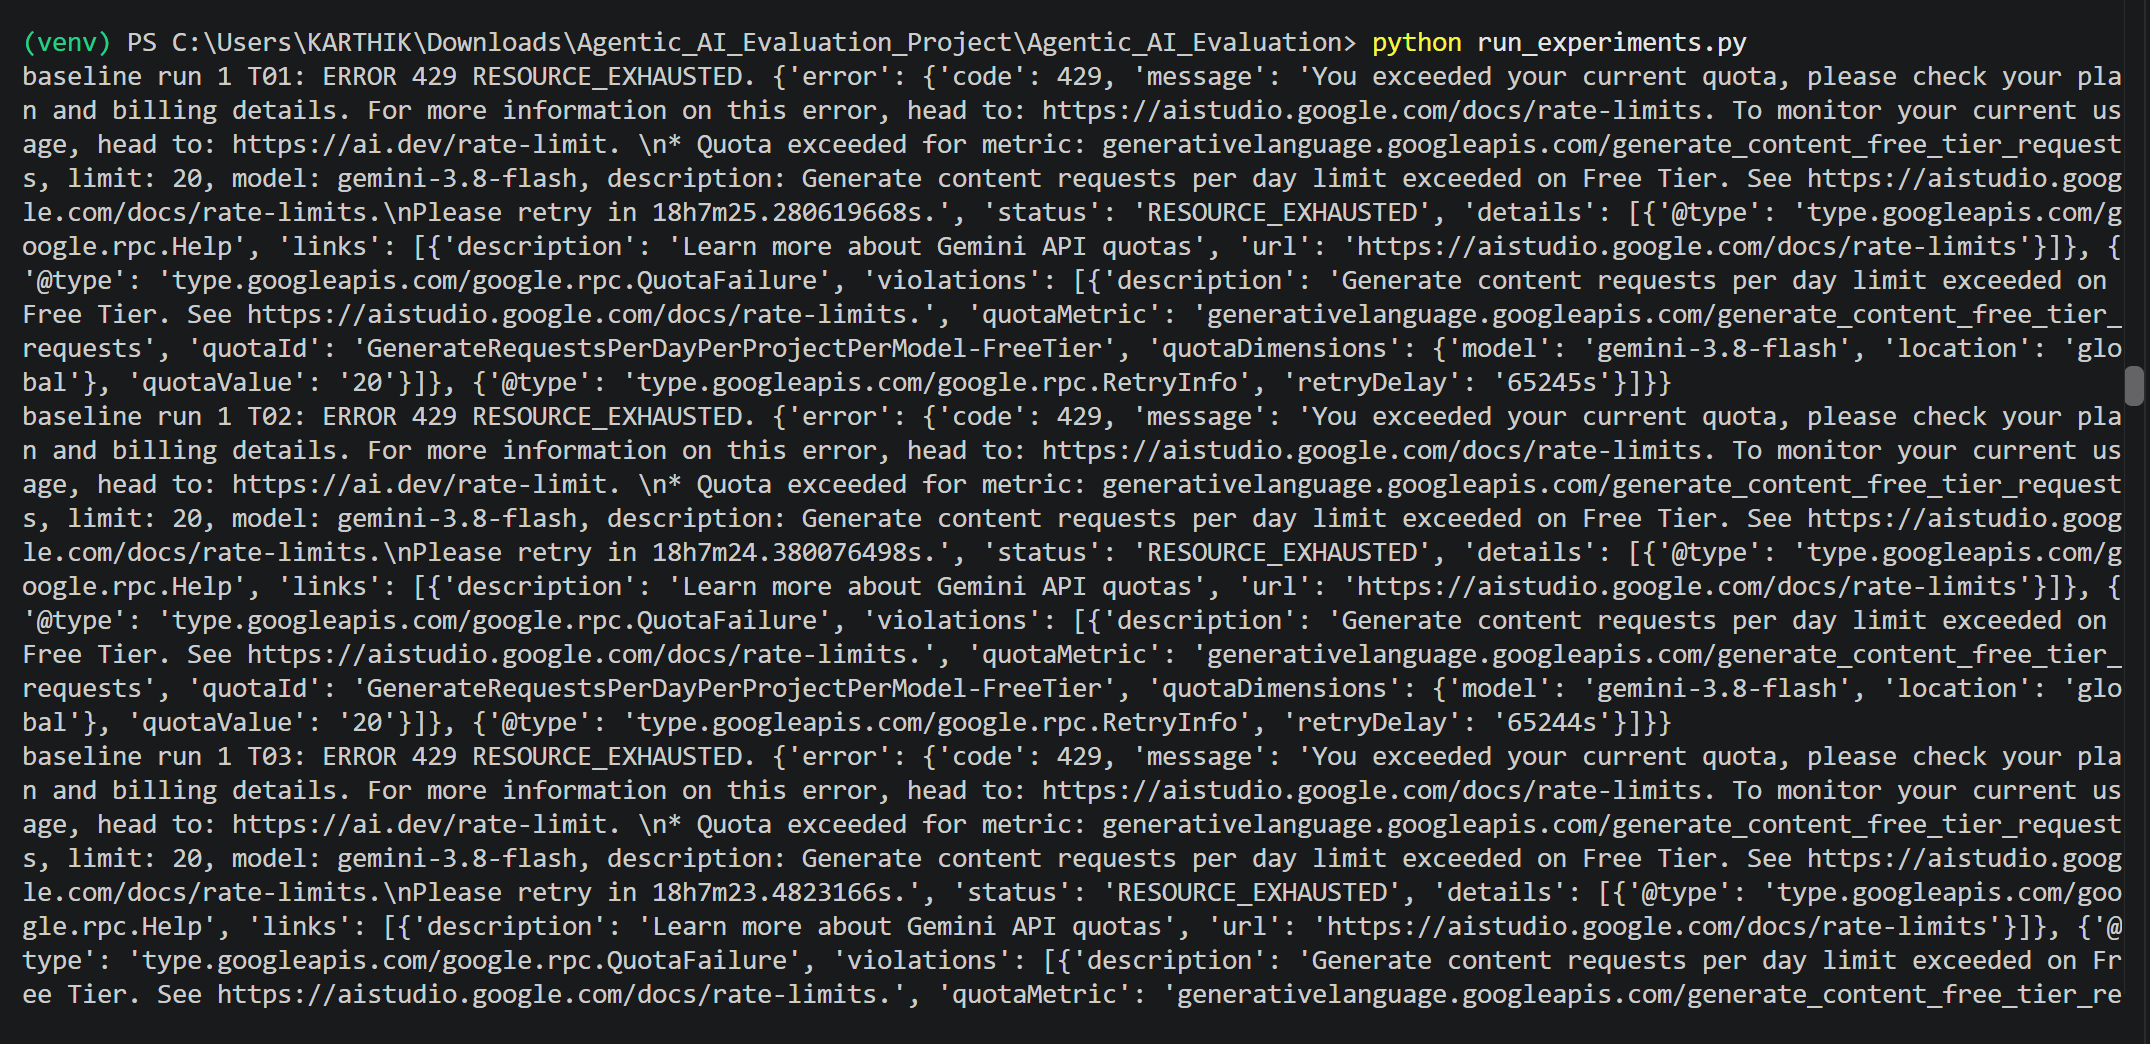 (venv) PS C:\Users\KARTHIK\Downloads\Agentic_AI_Evaluation_Project\Agentic_AI_Evaluation> python run_experiments.py
baseline run 1 T01: ERROR 429 RESOURCE_EXHAUSTED. {'error': {'code': 429, 'message': 'You exceeded your current quota, please check your pla
n and billing details. For more information on this error, head to: https://aistudio.google.com/docs/rate-limits. To monitor your current us
age, head to: https://ai.dev/rate-limit. \n* Quota exceeded for metric: generativelanguage.googleapis.com/generate_content_free_tier_request
s, limit: 20, model: gemini-3.8-flash, description: Generate content requests per day limit exceeded on Free Tier. See https://aistudio.goog
le.com/docs/rate-limits.\nPlease retry in 18h7m25.280619668s.', 'status': 'RESOURCE_EXHAUSTED', 'details': [{'@type': 'type.googleapis.com/g
oogle.rpc.Help', 'links': [{'description': 'Learn more about Gemini API quotas', 'url': 'https://aistudio.google.com/docs/rate-limits'}]}, {
'@type': 'type.googleapis.com/google.rpc.QuotaFailure', 'violations': [{'description': 'Generate content requests per day limit exceeded on 
Free Tier. See https://aistudio.google.com/docs/rate-limits.', 'quotaMetric': 'generativelanguage.googleapis.com/generate_content_free_tier_
requests', 'quotaId': 'GenerateRequestsPerDayPerProjectPerModel-FreeTier', 'quotaDimensions': {'model': 'gemini-3.8-flash', 'location': 'glo
bal'}, 'quotaValue': '20'}]}, {'@type': 'type.googleapis.com/google.rpc.RetryInfo', 'retryDelay': '65245s'}]}}
baseline run 1 T02: ERROR 429 RESOURCE_EXHAUSTED. {'error': {'code': 429, 'message': 'You exceeded your current quota, please check your pla
n and billing details. For more information on this error, head to: https://aistudio.google.com/docs/rate-limits. To monitor your current us
age, head to: https://ai.dev/rate-limit. \n* Quota exceeded for metric: generativelanguage.googleapis.com/generate_content_free_tier_request
s, limit: 20, model: gemini-3.8-flash, description: Generate content requests per day limit exceeded on Free Tier. See https://aistudio.goog
le.com/docs/rate-limits.\nPlease retry in 18h7m24.380076498s.', 'status': 'RESOURCE_EXHAUSTED', 'details': [{'@type': 'type.googleapis.com/g
oogle.rpc.Help', 'links': [{'description': 'Learn more about Gemini API quotas', 'url': 'https://aistudio.google.com/docs/rate-limits'}]}, {
'@type': 'type.googleapis.com/google.rpc.QuotaFailure', 'violations': [{'description': 'Generate content requests per day limit exceeded on 
Free Tier. See https://aistudio.google.com/docs/rate-limits.', 'quotaMetric': 'generativelanguage.googleapis.com/generate_content_free_tier_
requests', 'quotaId': 'GenerateRequestsPerDayPerProjectPerModel-FreeTier', 'quotaDimensions': {'model': 'gemini-3.8-flash', 'location': 'glo
bal'}, 'quotaValue': '20'}]}, {'@type': 'type.googleapis.com/google.rpc.RetryInfo', 'retryDelay': '65244s'}]}}
baseline run 1 T03: ERROR 429 RESOURCE_EXHAUSTED. {'error': {'code': 429, 'message': 'You exceeded your current quota, please check your pla
n and billing details. For more information on this error, head to: https://aistudio.google.com/docs/rate-limits. To monitor your current us
age, head to: https://ai.dev/rate-limit. \n* Quota exceeded for metric: generativelanguage.googleapis.com/generate_content_free_tier_request
s, limit: 20, model: gemini-3.8-flash, description: Generate content requests per day limit exceeded on Free Tier. See https://aistudio.goog
le.com/docs/rate-limits.\nPlease retry in 18h7m23.4823166s.', 'status': 'RESOURCE_EXHAUSTED', 'details': [{'@type': 'type.googleapis.com/goo
gle.rpc.Help', 'links': [{'description': 'Learn more about Gemini API quotas', 'url': 'https://aistudio.google.com/docs/rate-limits'}]}, {'@
type': 'type.googleapis.com/google.rpc.QuotaFailure', 'violations': [{'description': 'Generate content requests per day limit exceeded on Fr
ee Tier. See https://aistudio.google.com/docs/rate-limits.', 'quotaMetric': 'generativelanguage.googleapis.com/generate_content_free_tier_re